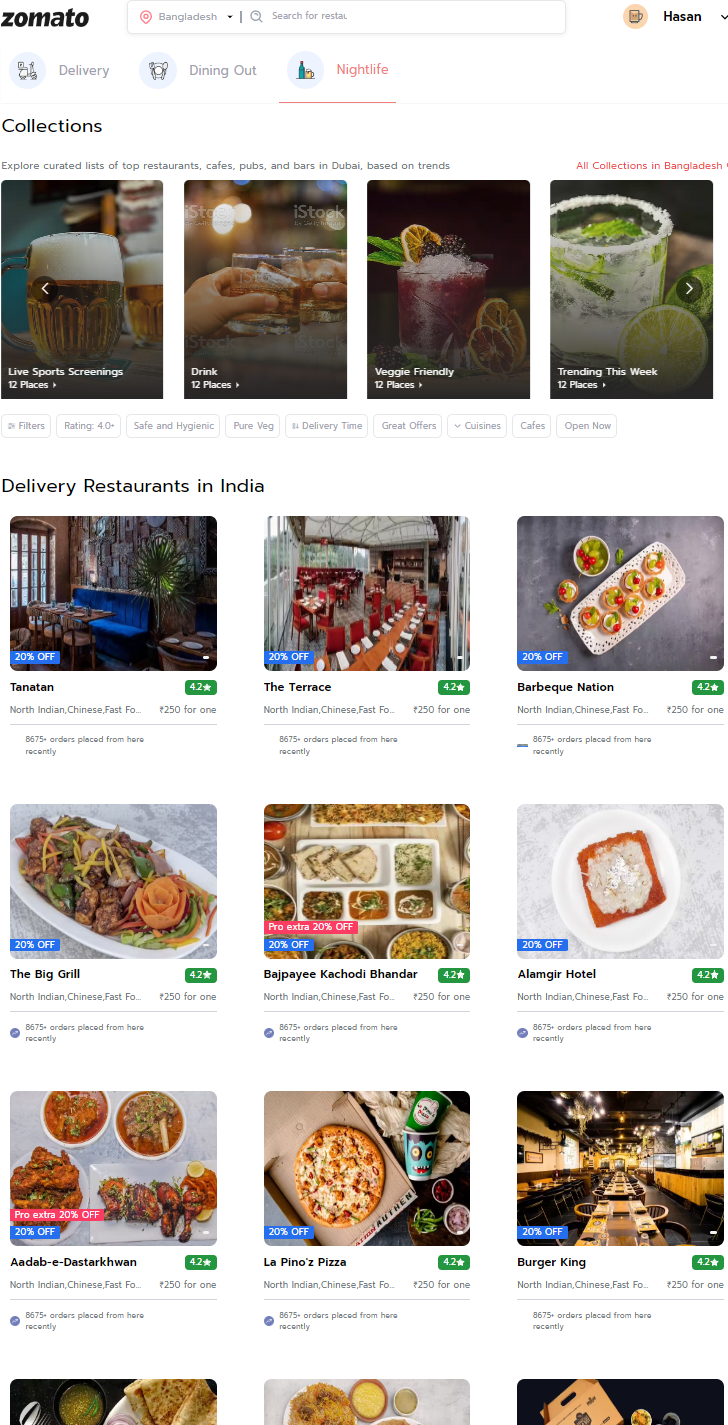 zomato
Bangladesh
Search for restau
Hasan
Delivery
Dining Out
Nightlife
Collections
Explore curated lists of top restaurants, cafes, pubs, and bars in Dubai, based on trends
All Collections in Bangladesh
iStock
iStock
iStock
iStock
Live Sports Screenings
12 Places
Drink
12 Places
Veggie Friendly
12 Places
Trending This Week
12 Places
Filters
Rating: 4.0+
Safe and Hygienic
Pure Veg
Delivery Time
Great Offers
Cuisines
Cafes
Open Now
Delivery Restaurants in India
20% OFF
20% OFF
20% OFF
Tanatan 4.2★
The Terrace 4.2★
Barbeque Nation 4.2★
North Indian,Chinese,Fast Fo... ₹250 for one
North Indian,Chinese,Fast Fo... ₹250 for one
North Indian,Chinese,Fast Fo... ₹250 for one
8675+ orders placed from here
recently
8675+ orders placed from here
recently
8675+ orders placed from here
recently
20% OFF
Pro extra 20% OFF
20% OFF
20% OFF
The Big Grill 4.2★
Bajpayee Kachodi Bhandar 4.2★
Alamgir Hotel 4.2★
North Indian,Chinese,Fast Fo... ₹250 for one
North Indian,Chinese,Fast Fo... ₹250 for one
North Indian,Chinese,Fast Fo... ₹250 for one
8675+ orders placed from here
recently
8675+ orders placed from here
recently
8675+ orders placed from here
recently
Pro extra 20% OFF
20% OFF
20% OFF
20% OFF
Aadab-e-Dastarkhwan 4.2★
La Pino'z Pizza 4.2★
Burger King 4.2★
North Indian,Chinese,Fast Fo... ₹250 for one
North Indian,Chinese,Fast Fo... ₹250 for one
North Indian,Chinese,Fast Fo... ₹250 for one
8675+ orders placed from here
recently
8675+ orders placed from here
recently
8675+ orders placed from here
recently